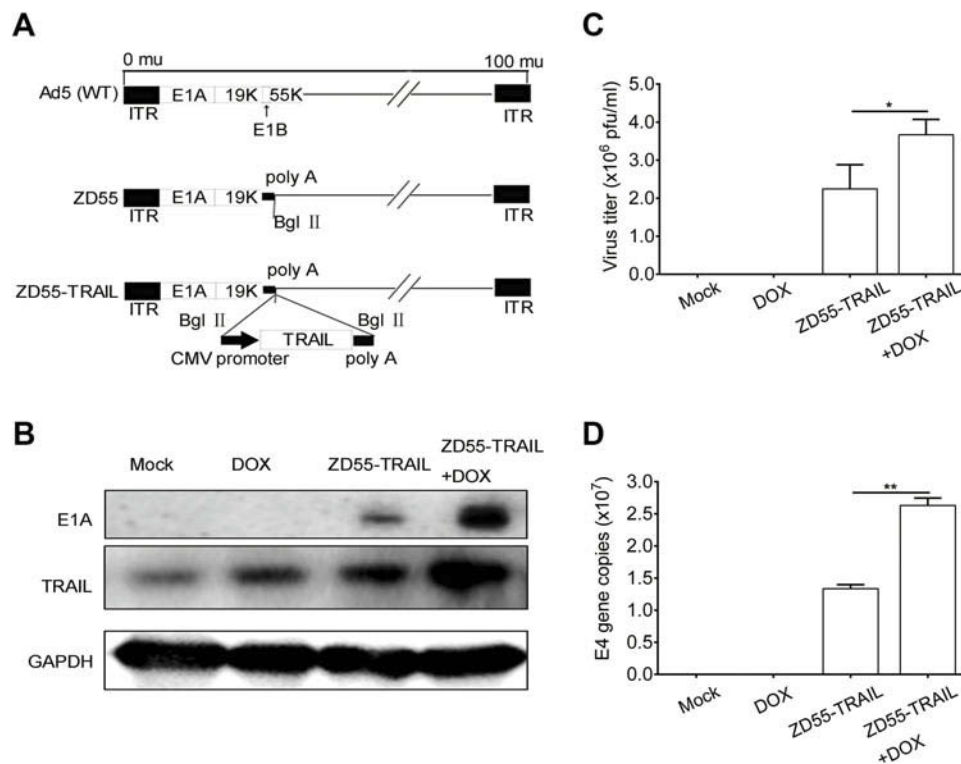 A
0 mu 100 mu
Ad5 (WT) E1A 19K 55K
ITR ITR
E1B
poly A
ZD55 E1A 19K
ITR Bgl II ITR
poly A
ZD55-TRAIL E1A 19K
ITR ITR
Bgl II Bgl II
TRAIL
CMV promoter poly A
B
Mock DOX ZD55-TRAIL ZD55-TRAIL
+DOX
E1A
TRAIL
GAPDH
C
Virus titer (x10⁶ pfu/ml)
5.0
4.0
3.0
2.0
1.0
0.0
*
Mock
DOX
ZD55-TRAIL
ZD55-TRAIL
+DOX
D
E4 gene copies (x10⁷)
3.0
2.5
2.0
1.5
1.0
0.5
0.0
**
Mock
DOX
ZD55-TRAIL
ZD55-TRAIL
+DOX